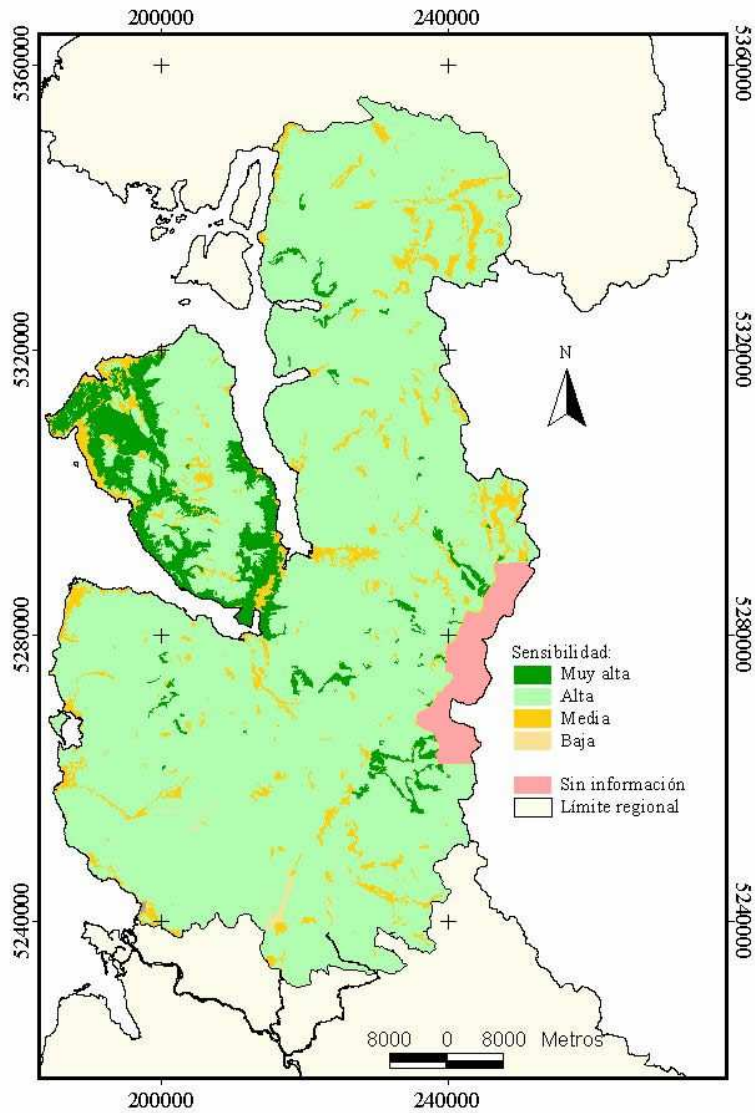 200000 240000
5360000 5360000
5320000 5320000
N
5280000 5280000
Sensibilidad:
Muy alta
Alta
Media
Baja
Sin información
Límite regional
5240000 5240000
8000 0 8000 Metros
200000 240000